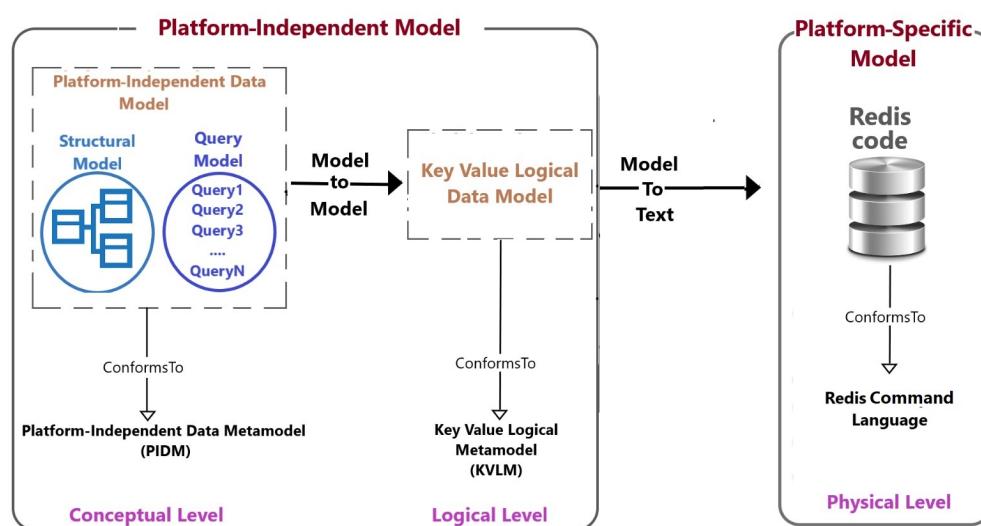 Platform-Independent Model
Platform-Independent Data
Model
Structural
Model
Query
Model
Query1
Query2
Query3
....
QueryN
Model
to
Model
Key Value Logical
Data Model
Model
To
Text
ConformsTo
ConformsTo
Platform-Independent Data Metamodel
(PIDM)
Key Value Logical
Metamodel
(KVLM)
Conceptual Level
Logical Level
Platform-Specific
Model
Redis
code
ConformsTo
Redis Command
Language
Physical Level